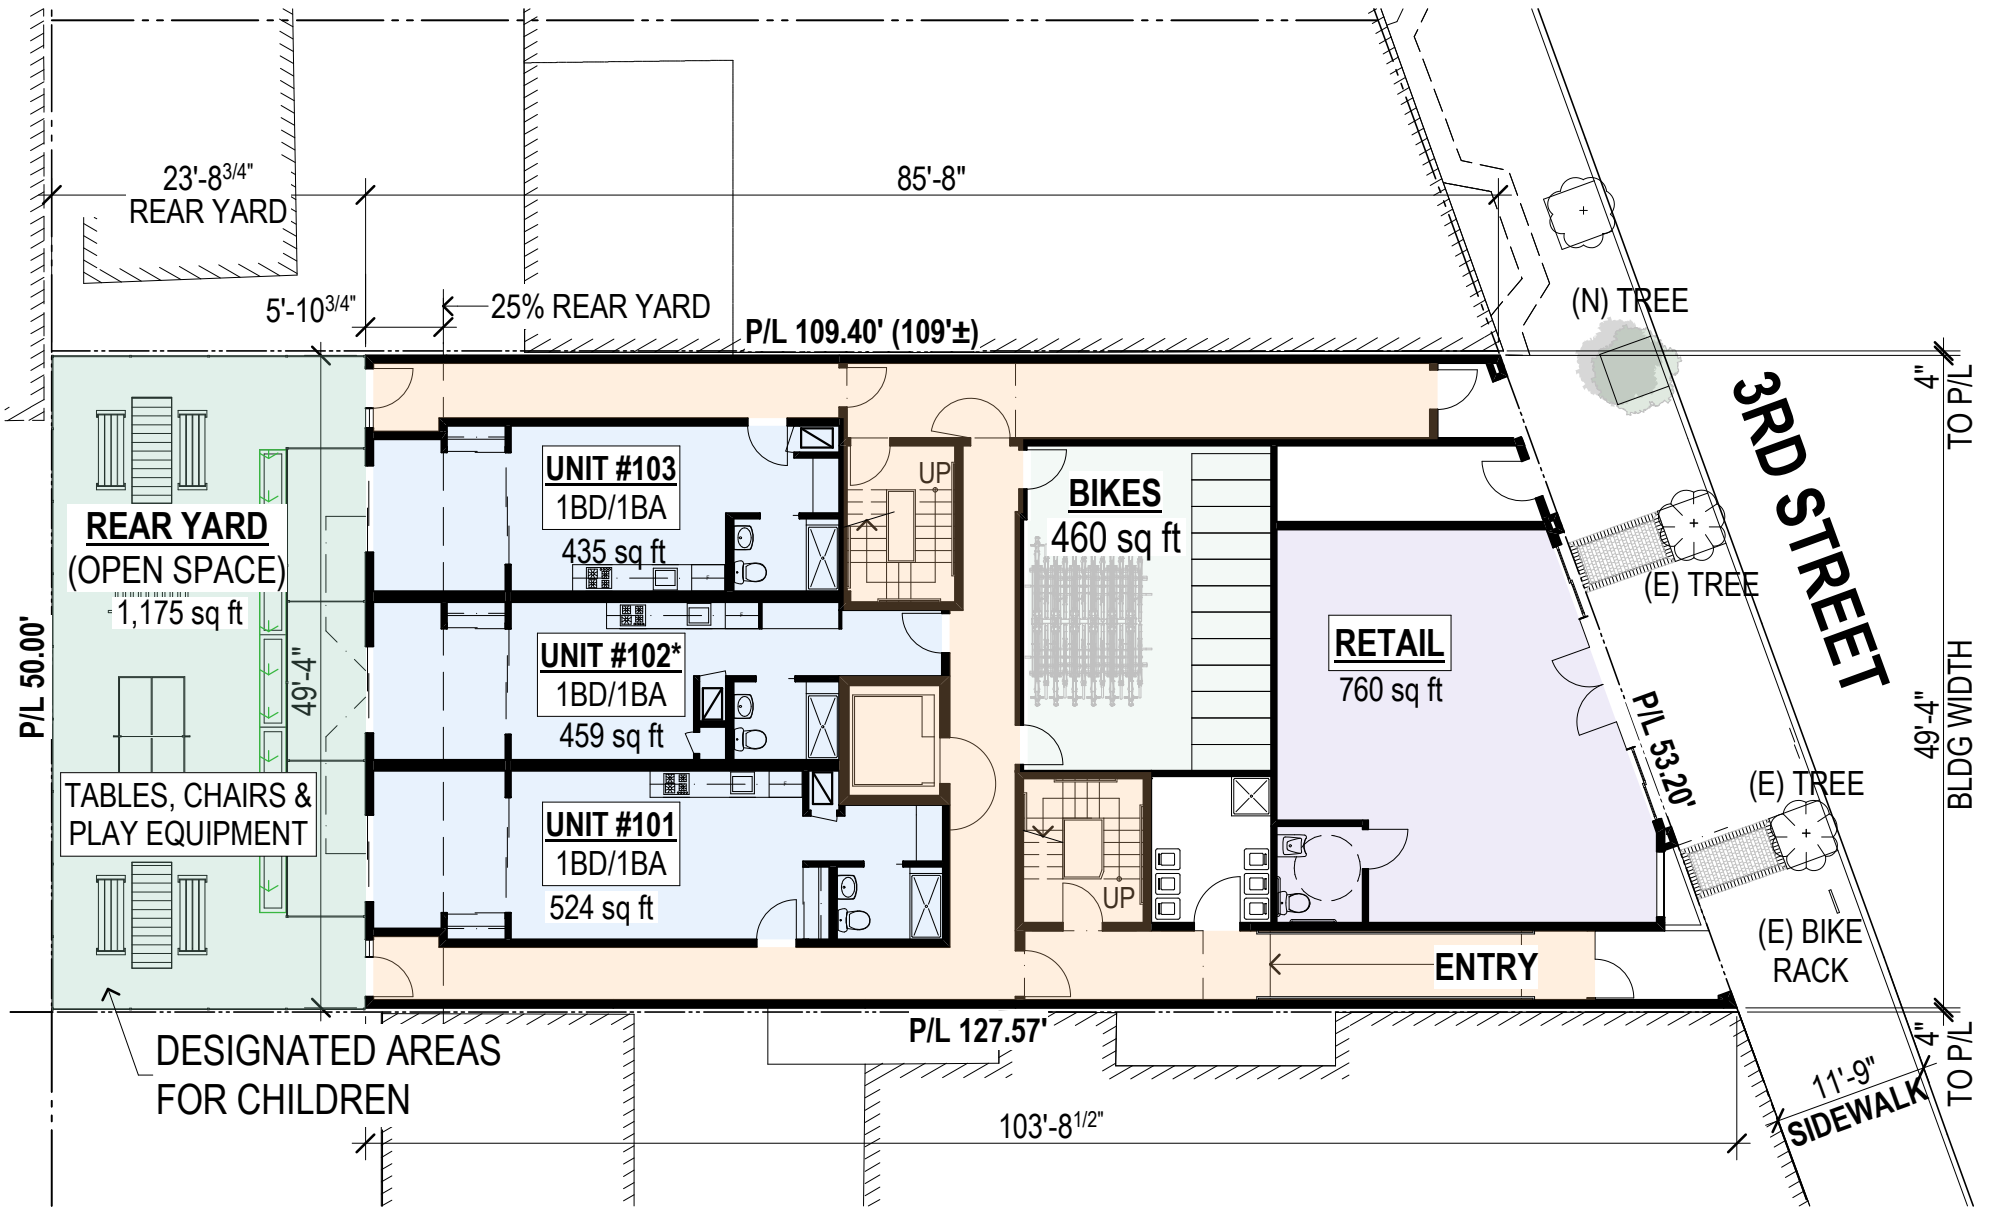 23'-8 3/4"
REAR YARD
85'-8"
5'-10 3/4"
25% REAR YARD
P/L 109.40' (109'±)
(N) TREE
4"
TO P/L
3RD STREET
UNIT #103
1BD/1BA
435 sq ft
UP
BIKES
460 sq ft
REAR YARD
(OPEN SPACE)
1,175 sq ft
(E) TREE
P/L 50.00'
49'-4"
UNIT #102*
1BD/1BA
459 sq ft
RETAIL
760 sq ft
P/L 53.20'
49'-4"
BLDG WIDTH
TABLES, CHAIRS &
PLAY EQUIPMENT
UNIT #101
1BD/1BA
524 sq ft
UP
(E) TREE
(E) BIKE
RACK
ENTRY
P/L 127.57'
DESIGNATED AREAS
FOR CHILDREN
4"
TO P/L
11'-9"
SIDEWALK
103'-8 1/2"